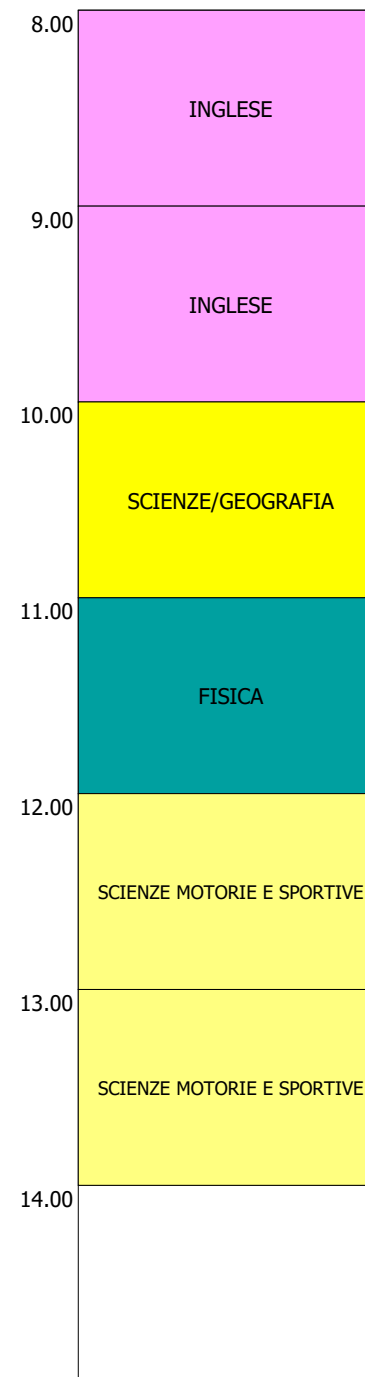 8.00
INGLESE
9.00
INGLESE
10.00
SCIENZE/GEOGRAFIA
11.00
FISICA
12.00
SCIENZE MOTORIE E SPORTIVE
13.00
SCIENZE MOTORIE E SPORTIVE
14.00